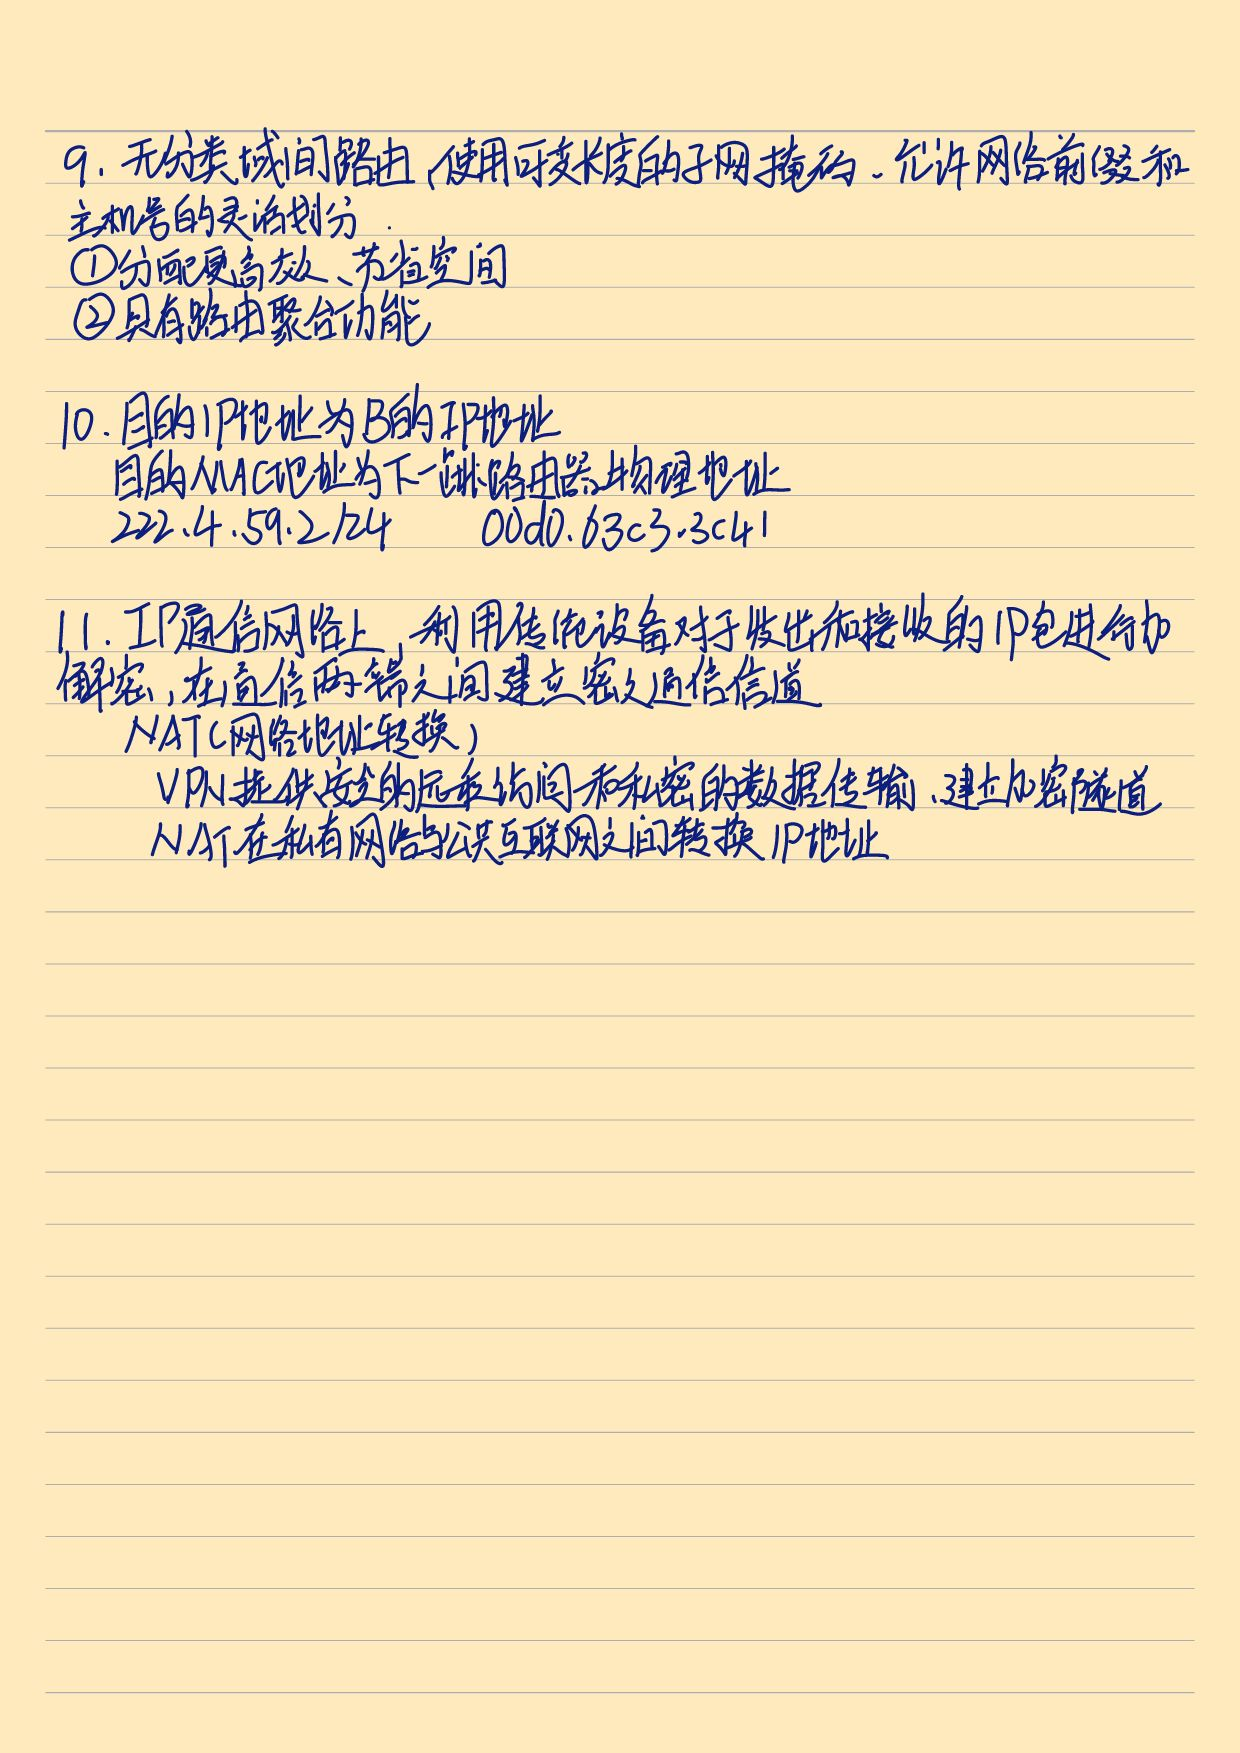 9. 无分类域间路由、使用可变长度的子网掩码、允许网络前缀和
主机号的灵活划分.
①分配更高效、节省空间
②具有路由聚合功能
10. 目的IP地址为B的IP地址
目的MAC地址为下一跳路由器物理地址
222.4.59.2/24 00d0.63c3.3c41
11. IP通信网络上, 利用传统设备对于收出和接收的IP包进行加
解密, 在通信两端之间建立密文通信信道
NAT(网络地址转换)
VPN提供安全的远程访问和私密的数据传输、建立加密隧道
NAT在私有网络与公共互联网之间转换IP地址